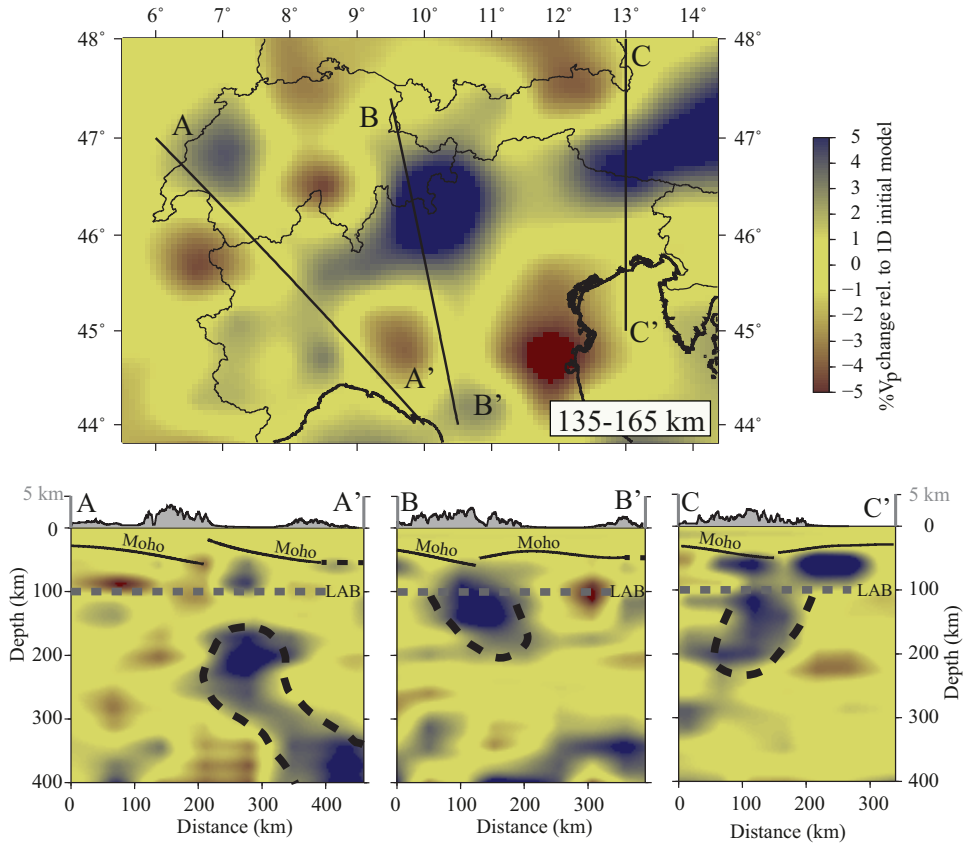 6˚ 7˚ 8˚ 9˚ 10˚ 11˚ 12˚ 13˚ 14˚
48˚ 48˚
47˚ 47˚
46˚ 46˚
45˚ 45˚
44˚ 44˚
A
B
C
A’
B’
C’
135-165 km
5
4
3
2
1
0
−1
−2
−3
−4
−5
%Vp change rel. to 1D initial model
5 km
0
100
200
300
400
Depth (km)
A A’
Moho Moho
LAB
0 100 200 300 400
Distance (km)
B B’
Moho Moho
LAB
0 100 200 300
Distance (km)
C C’
Moho
LAB
0 100 200 300
Distance (km)
5 km
0
100
200
300
400
Depth (km)